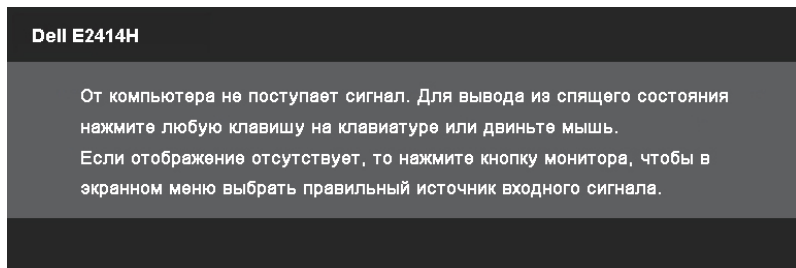 Dell E2414H
От компьютера не поступает сигнал. Для вывода из спящего состояния
нажмите любую клавишу на клавиатуре или двиньте мышь.
Если отображение отсутствует, то нажмите кнопку монитора, чтобы в
экранном меню выбрать правильный источник входного сигнала.